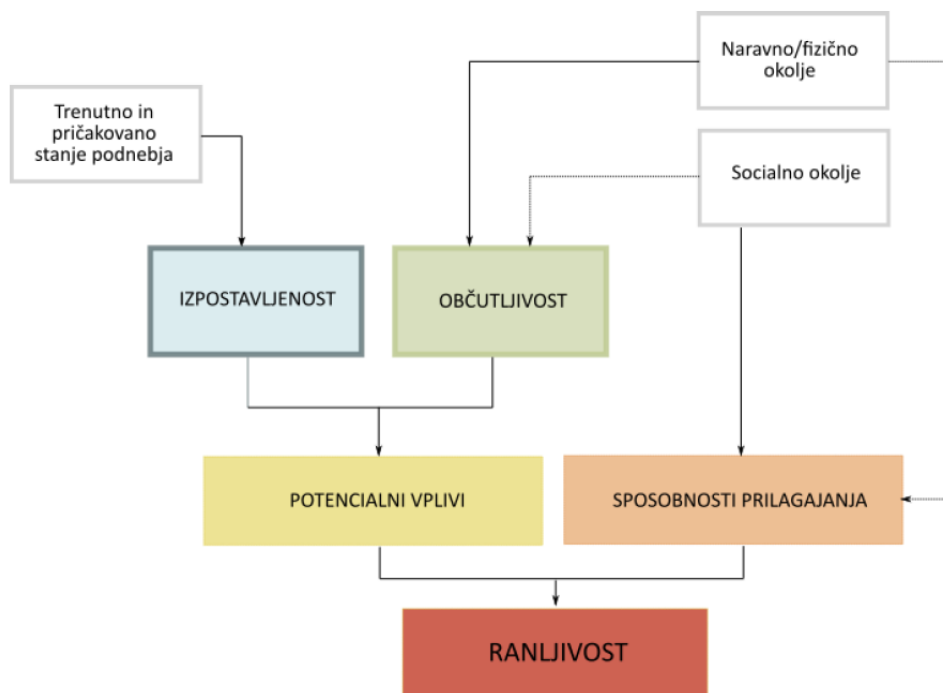 Naravno/fizično
okolje
Trenutno in
pričakovano
stanje podnebja
Socialno okolje
IZPOSTAVLJENOST
OBČUTLJIVOST
POTENCIALNI VPLIVI
SPOSOBNOSTI PRILAGAJANJA
RANLJIVOST